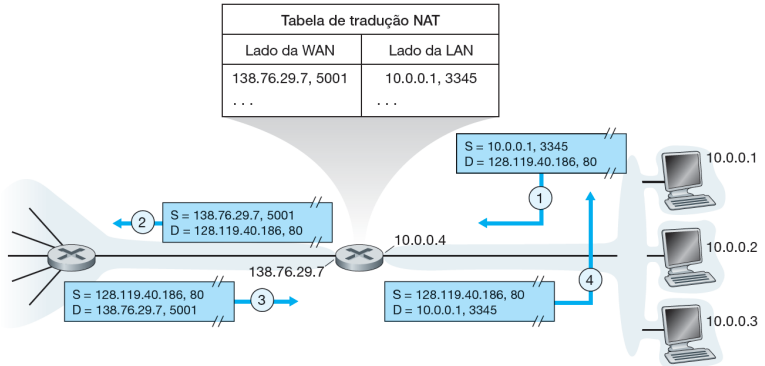 Tabela de tradução NAT
Lado da WAN
Lado da LAN
138.76.29.7, 5001
10.0.0.1, 3345
. . .
. . .
S = 10.0.0.1, 3345
D = 128.119.40.186, 80
1
10.0.0.1
2
S = 138.76.29.7, 5001
D = 128.119.40.186, 80
10.0.0.4
138.76.29.7
10.0.0.2
4
S = 128.119.40.186, 80
D = 138.76.29.7, 5001
3
S = 128.119.40.186, 80
D = 10.0.0.1, 3345
10.0.0.3